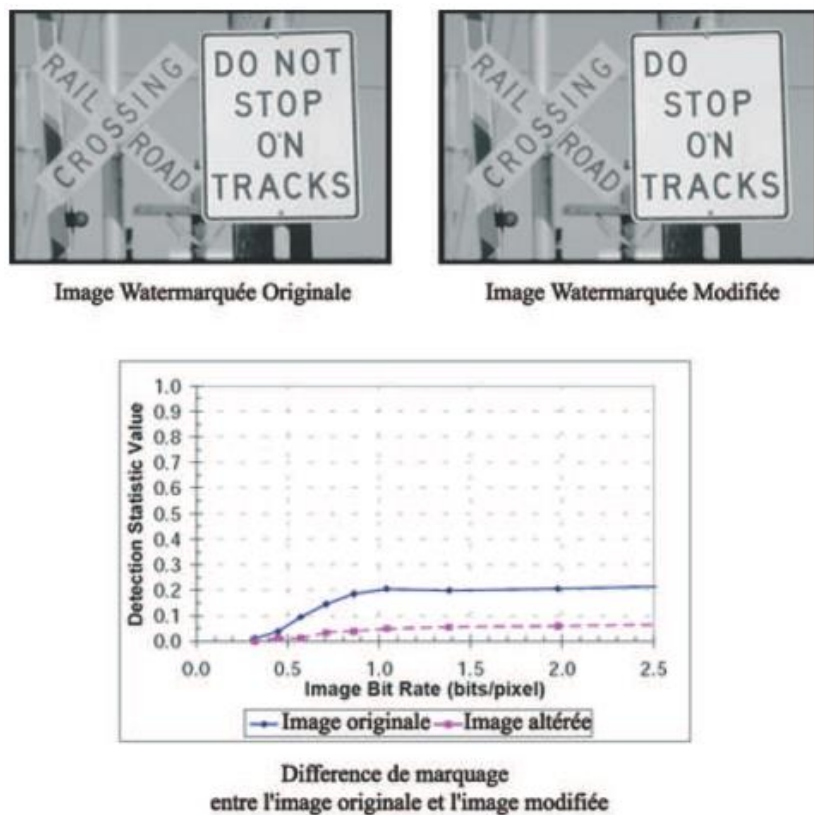 DO NOT
STOP
ON
TRACKS
RAIL
ROAD
CROSSING
DO
STOP
ON
TRACKS
RAIL
ROAD
CROSSING
Image Watermarquée Originale
Image Watermarquée Modifiée
Detection Statistic Value
1.0
0.9
0.8
0.7
0.6
0.5
0.4
0.3
0.2
0.1
0.0
0.0 0.5 1.0 1.5 2.0 2.5
Image Bit Rate (bits/pixel)
Image originale Image altérée
Difference de marquage
entre l'image originale et l'image modifiée